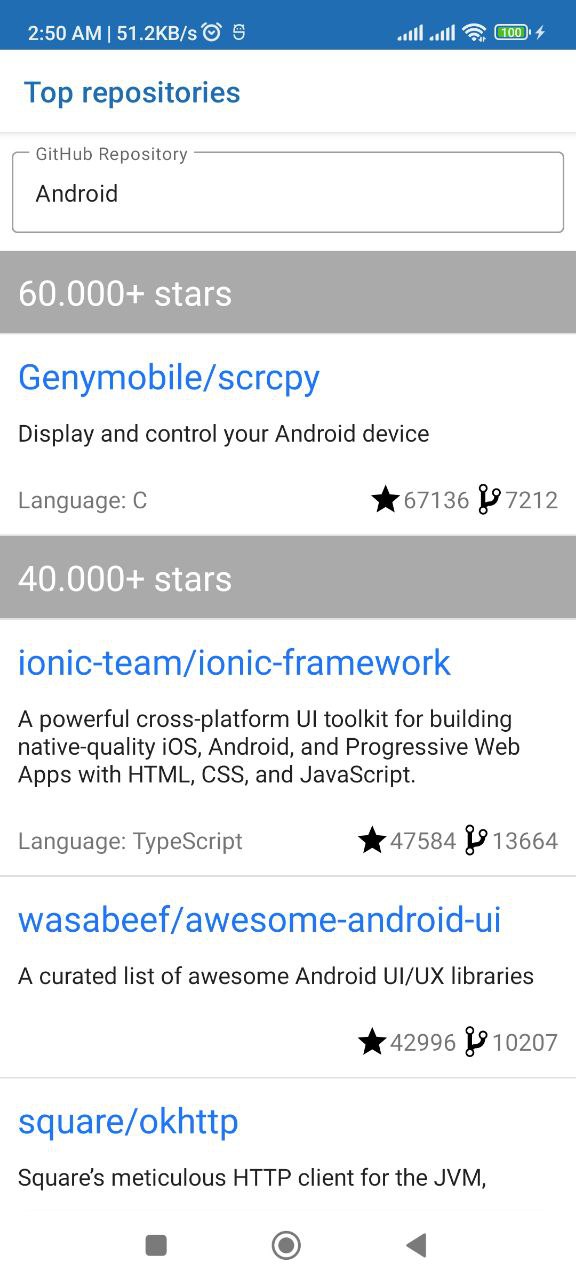 2:50 AM | 51.2KB/s
100
Top repositories
GitHub Repository
Android
60.000+ stars
Genymobile/scrcpy
Display and control your Android device
Language: C 67136 7212
40.000+ stars
ionic-team/ionic-framework
A powerful cross-platform UI toolkit for building
native-quality iOS, Android, and Progressive Web
Apps with HTML, CSS, and JavaScript.
Language: TypeScript 47584 13664
wasabeef/awesome-android-ui
A curated list of awesome Android UI/UX libraries
42996 10207
square/okhttp
Square’s meticulous HTTP client for the JVM,